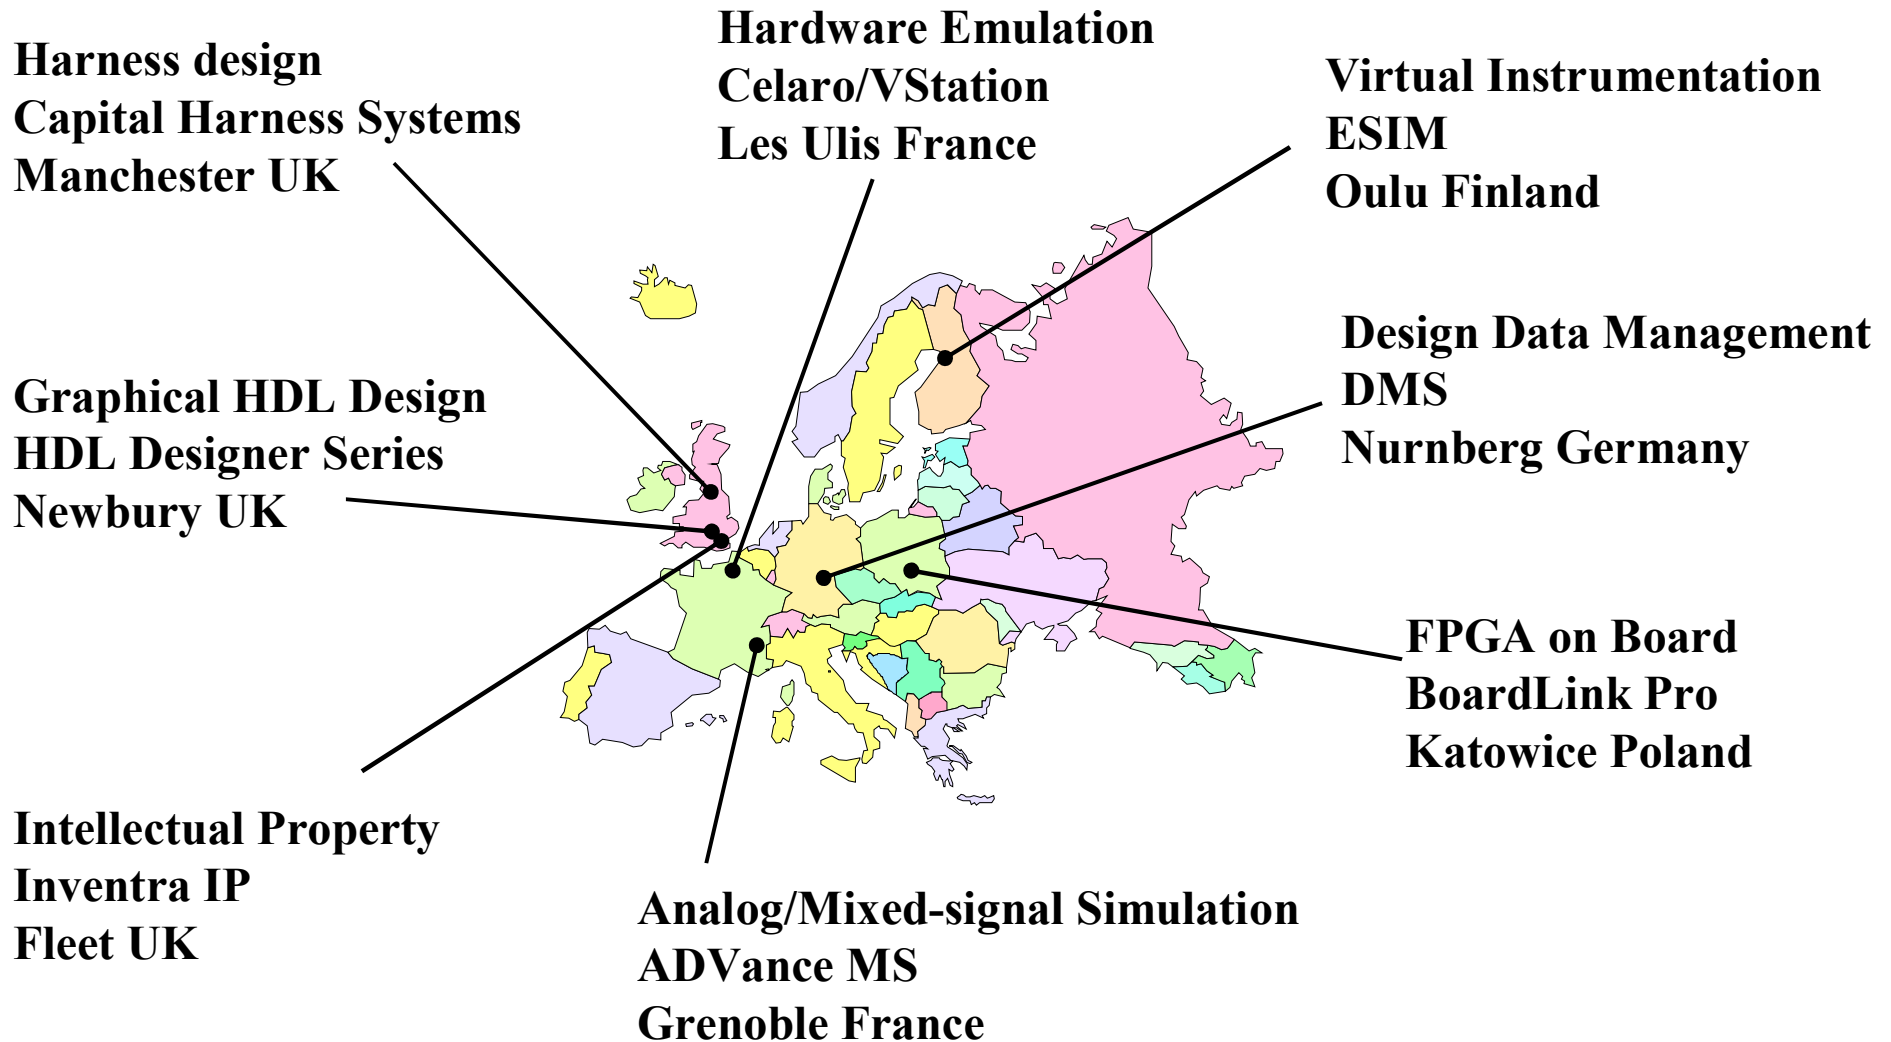 Harness design
Capital Harness Systems
Manchester UK
Hardware Emulation
Celaro/VStation
Les Ulis France
Virtual Instrumentation
ESIM
Oulu Finland
Graphical HDL Design
HDL Designer Series
Newbury UK
Design Data Management
DMS
Nurnberg Germany
FPGA on Board
BoardLink Pro
Katowice Poland
Intellectual Property
Inventra IP
Fleet UK
Analog/Mixed-signal Simulation
ADVance MS
Grenoble France